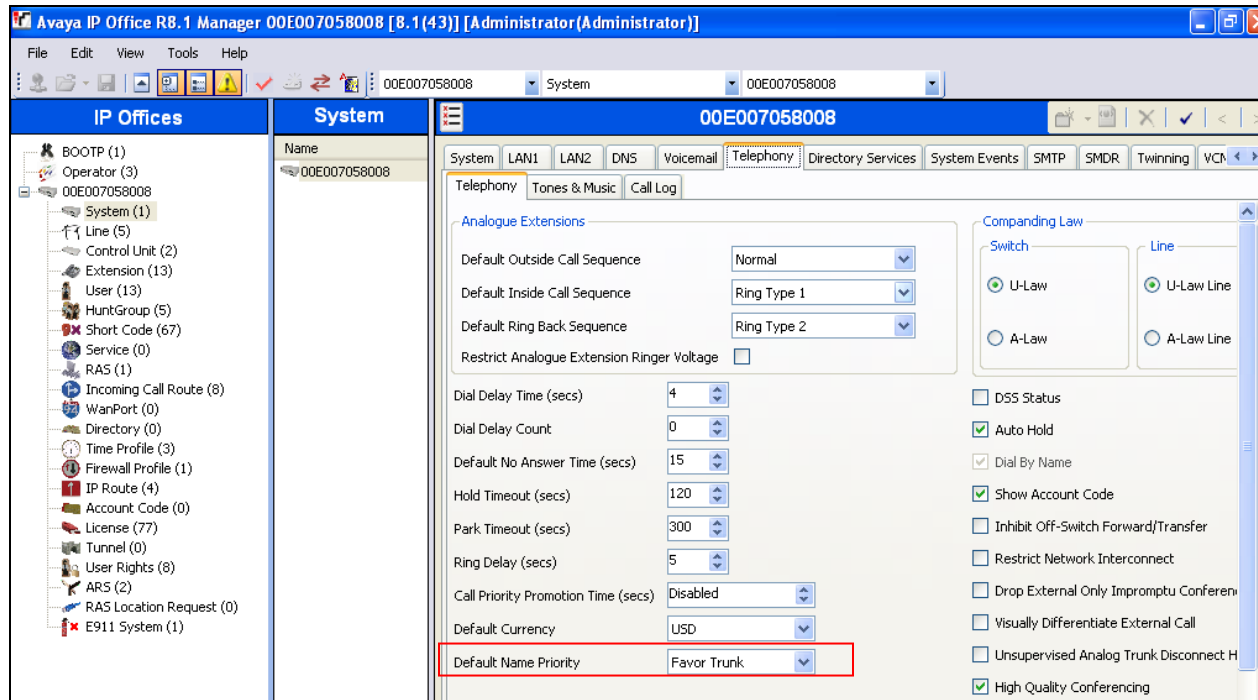 Avaya IP Office R8.1 Manager 00E007058008 [8.1(43)] [Administrator(Administrator)]
File Edit View Tools Help
00E007058008 System 00E007058008
IP Offices
BOOTP (1)
Operator (3)
00E007058008
System (1)
Line (5)
Control Unit (2)
Extension (13)
User (13)
HuntGroup (5)
Short Code (67)
Service (0)
RAS (1)
Incoming Call Route (8)
WanPort (0)
Directory (0)
Time Profile (3)
Firewall Profile (1)
IP Route (4)
Account Code (0)
License (77)
Tunnel (0)
User Rights (8)
ARS (2)
RAS Location Request (0)
E911 System (1)
System
Name
00E007058008
00E007058008
System LAN1 LAN2 DNS Voicemail Telephony Directory Services System Events SMTP SMDR Twinning VCM
Telephony Tones & Music Call Log
Analogue Extensions
Default Outside Call Sequence Normal
Default Inside Call Sequence Ring Type 1
Default Ring Back Sequence Ring Type 2
Restrict Analogue Extension Ringer Voltage
Dial Delay Time (secs) 4
Dial Delay Count 0
Default No Answer Time (secs) 15
Hold Timeout (secs) 120
Park Timeout (secs) 300
Ring Delay (secs) 5
Call Priority Promotion Time (secs) Disabled
Default Currency USD
Default Name Priority Favor Trunk
Companding Law
Switch Line
U-Law U-Law Line
A-Law A-Law Line
DSS Status
Auto Hold
Dial By Name
Show Account Code
Inhibit Off-Switch Forward/Transfer
Restrict Network Interconnect
Drop External Only Impromptu Conferen
Visually Differentiate External Call
Unsupervised Analog Trunk Disconnect H
High Quality Conferencing